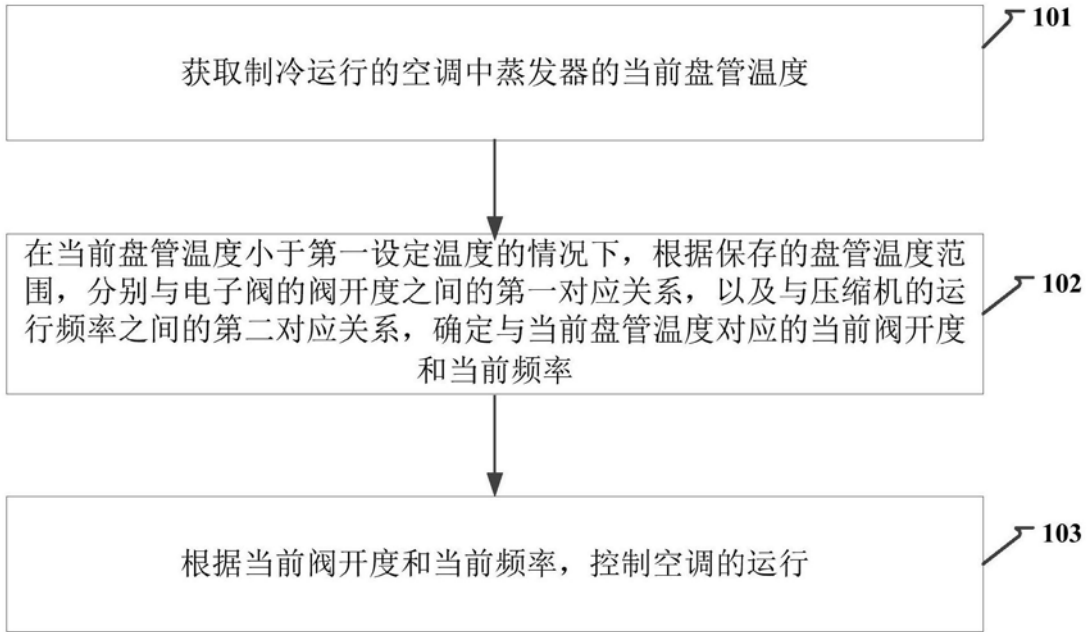 101
获取制冷运行的空调中蒸发器的当前盘管温度
在当前盘管温度小于第一设定温度的情况下，根据保存的盘管温度范
围，分别与电子阀的阀开度之间的第一对应关系，以及与压缩机的运
行频率之间的第二对应关系，确定与当前盘管温度对应的当前阀开度
和当前频率
102
根据当前阀开度和当前频率，控制空调的运行
103